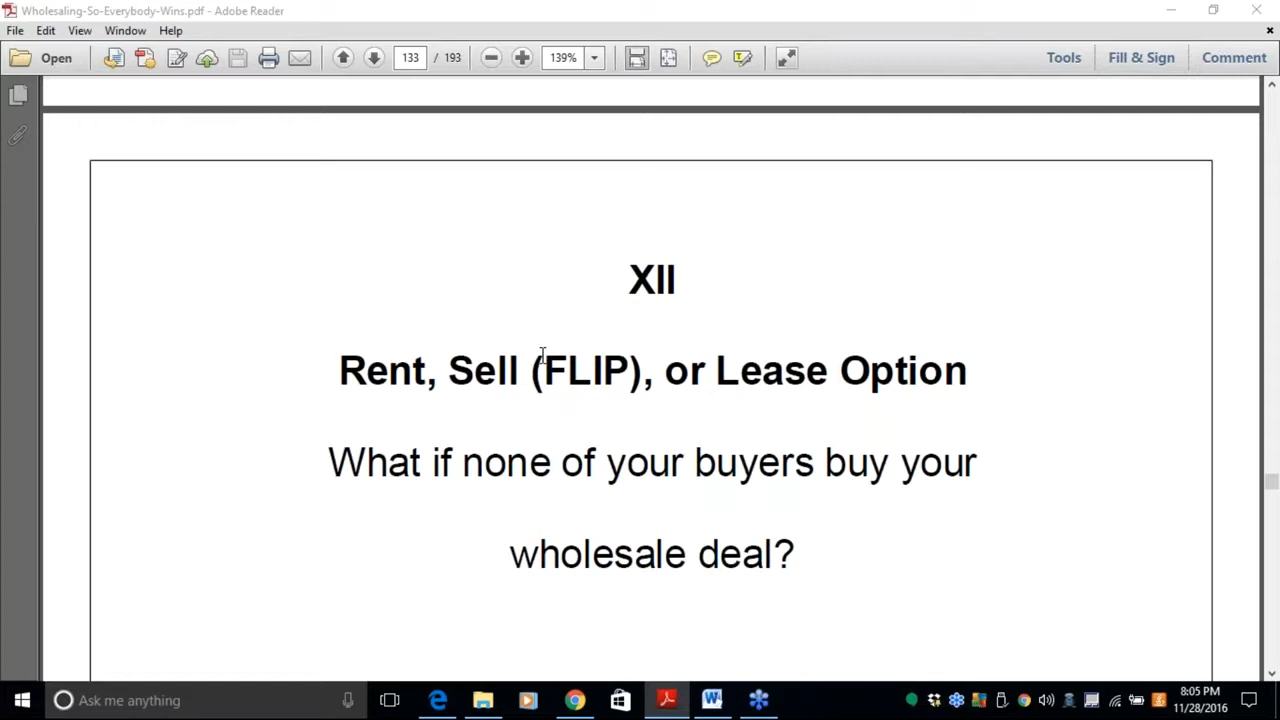 Wholesaling-So-Everybody-Wins.pdf - Adobe Reader
File Edit View Window Help
Open 133 / 193 139% Tools Fill & Sign Comment
XII
Rent, Sell (FLIP), or Lease Option
What if none of your buyers buy your
wholesale deal?
Ask me anything
8:05 PM
11/28/2016